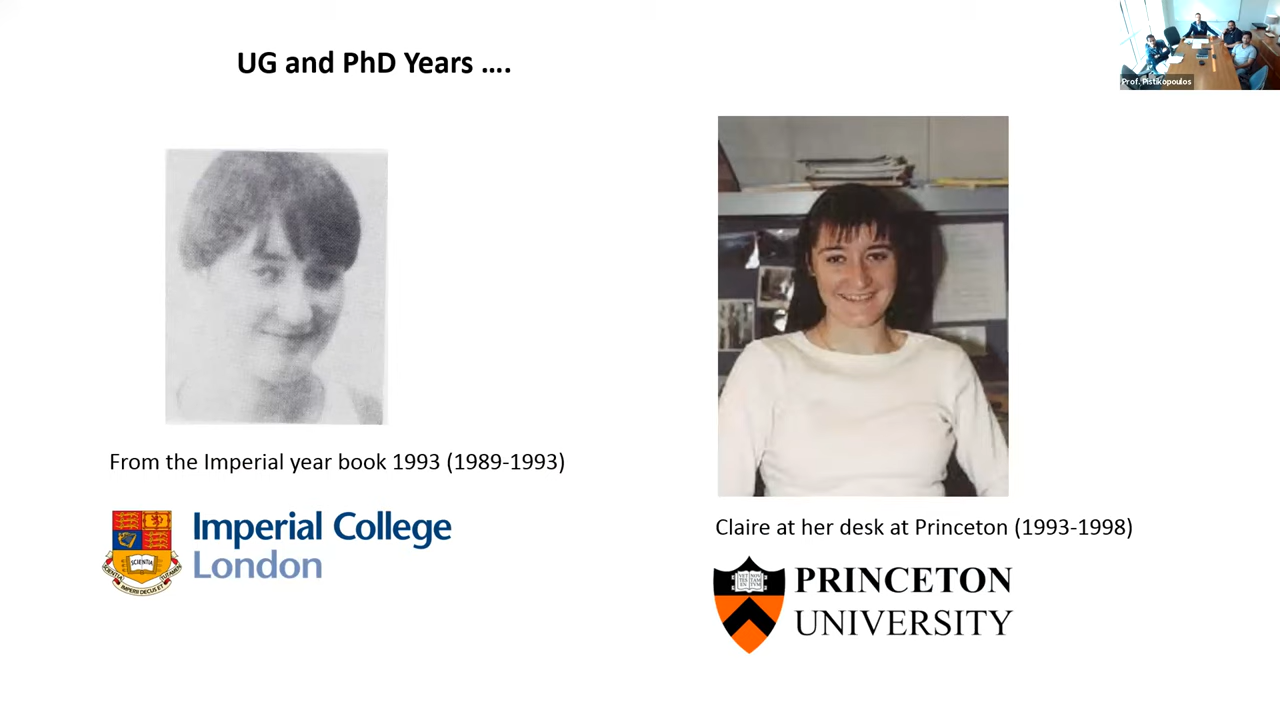 UG and PhD Years ....
Prof. Pistikopoulos
From the Imperial year book 1993 (1989-1993)
Imperial College
London
SCIENTIA
Claire at her desk at Princeton (1993-1998)
PRINCETON
UNIVERSITY